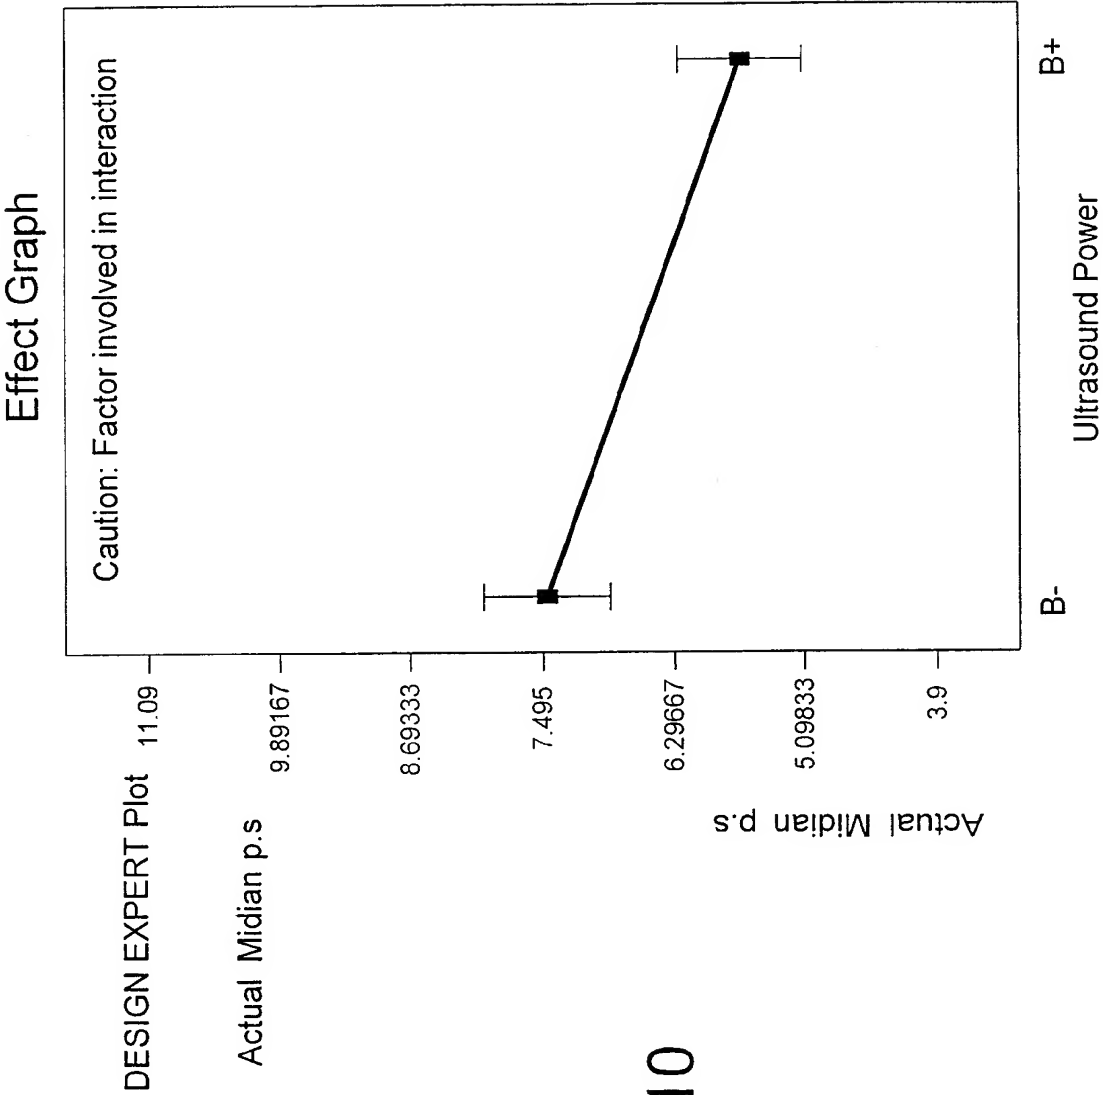 Effect Graph
DESIGN EXPERT Plot
Actual Midian p.s
Caution: Factor involved in interaction
11.09
9.89167
8.69333
7.495
6.29667
5.09833
3.9
Actual Midian p.s
B-
B+
Ultrasound Power
10